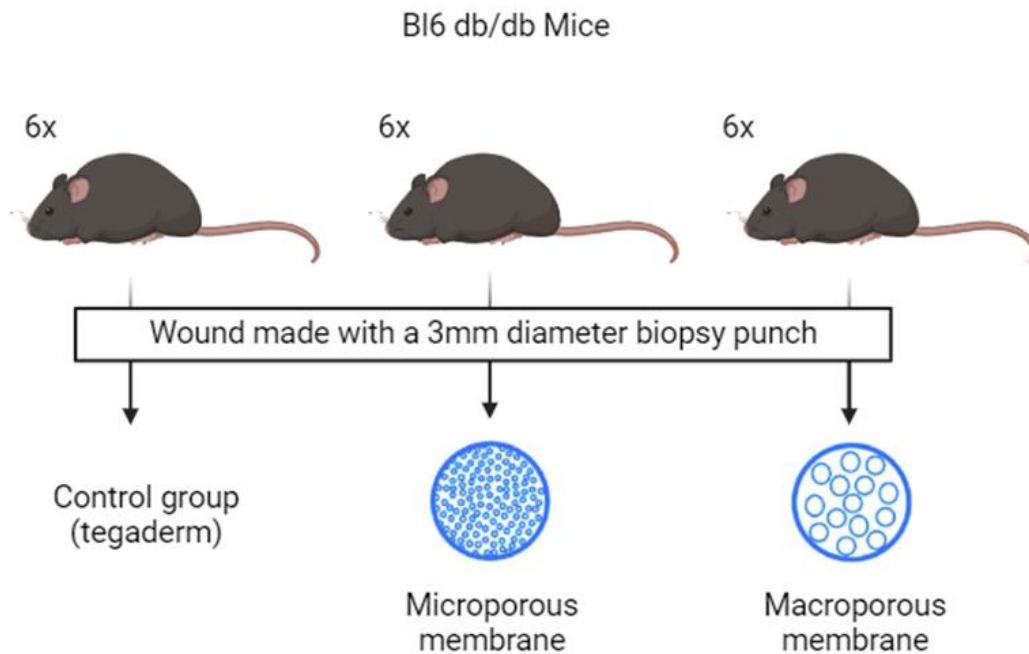 Bl6 db/db Mice
6x
6x
6x
Wound made with a 3mm diameter biopsy punch
Control group
(tegaderm)
Microporous
membrane
Macroporous
membrane